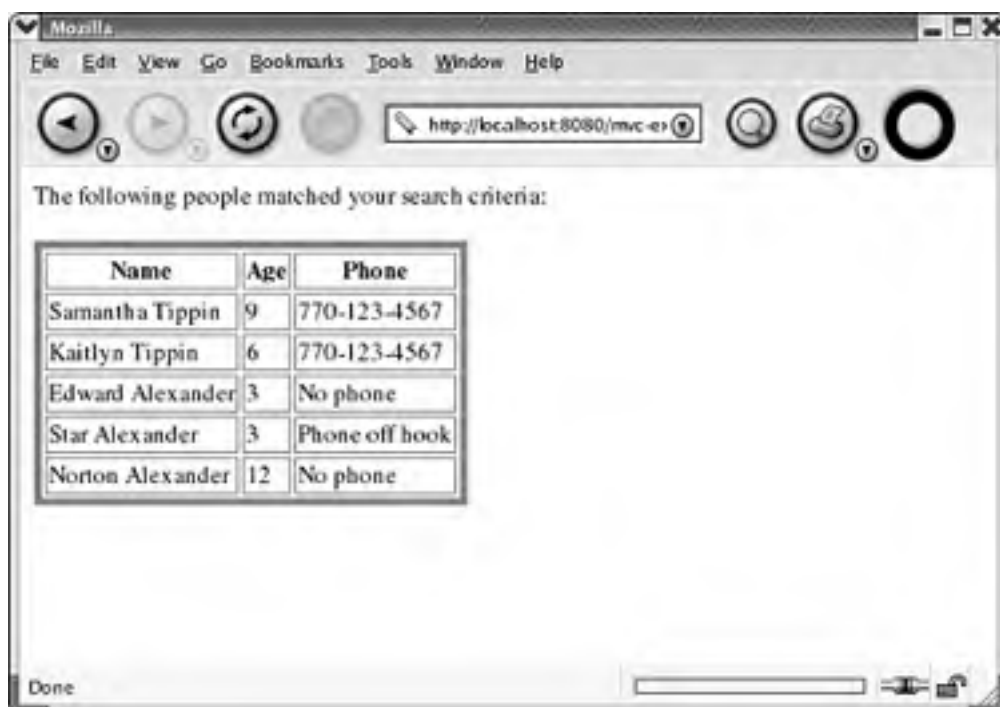 Mozilla
File Edit View Go Bookmarks Tools Window Help
http://localhost:8080/mvc-ex
The following people matched your search criteria:
Name Age Phone
Samantha Tippin 9 770-123-4567
Kaitlyn Tippin 6 770-123-4567
Edward Alexander 3 No phone
Star Alexander 3 Phone off hook
Norton Alexander 12 No phone
Done